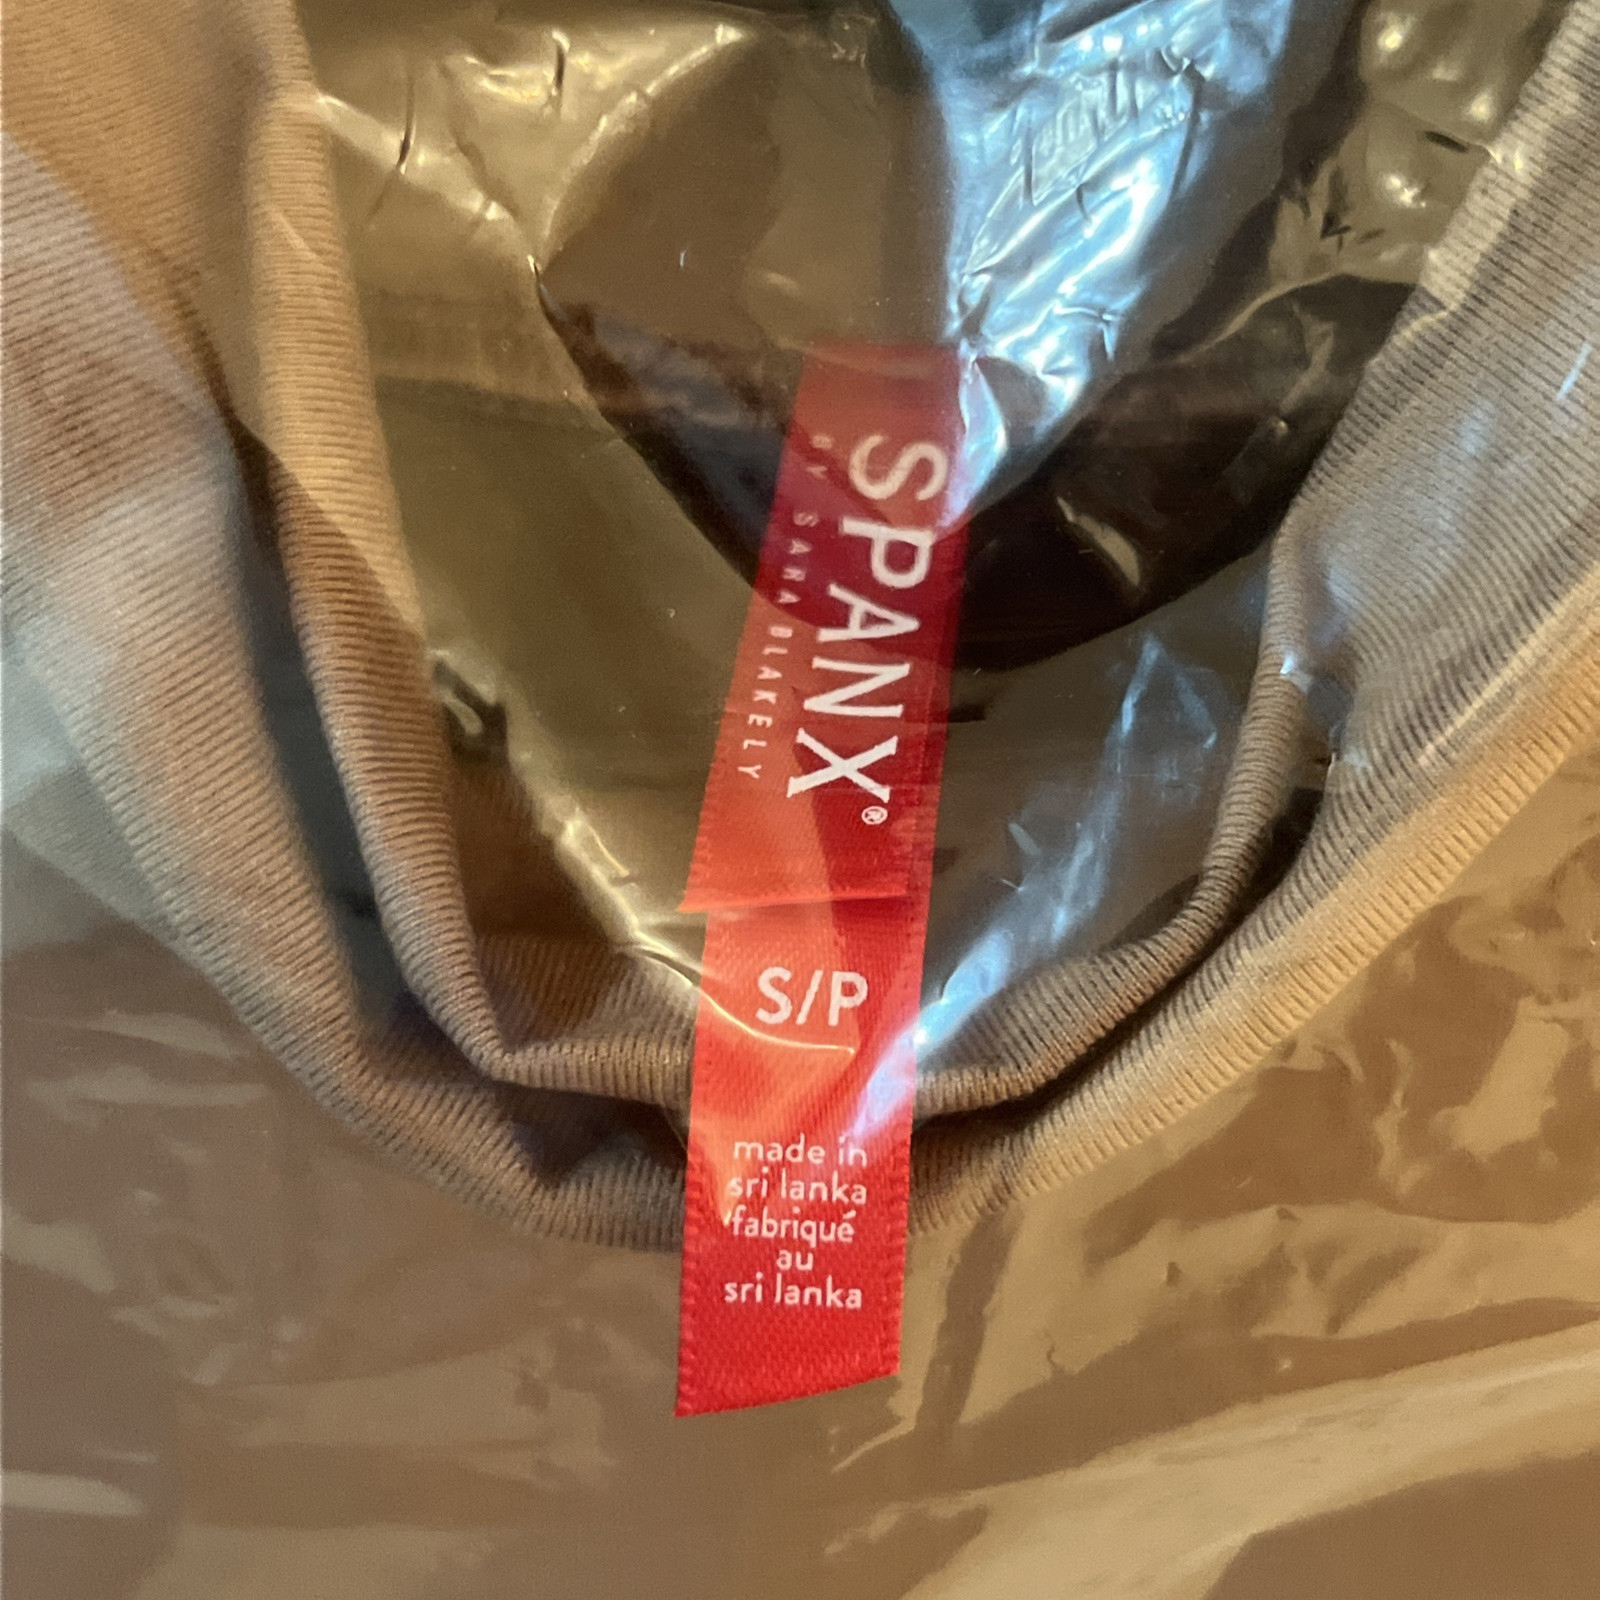 SPANX®
BY SARA BLAKELY
S/P
made in
sri lanka
fabriqué
au
sri lanka